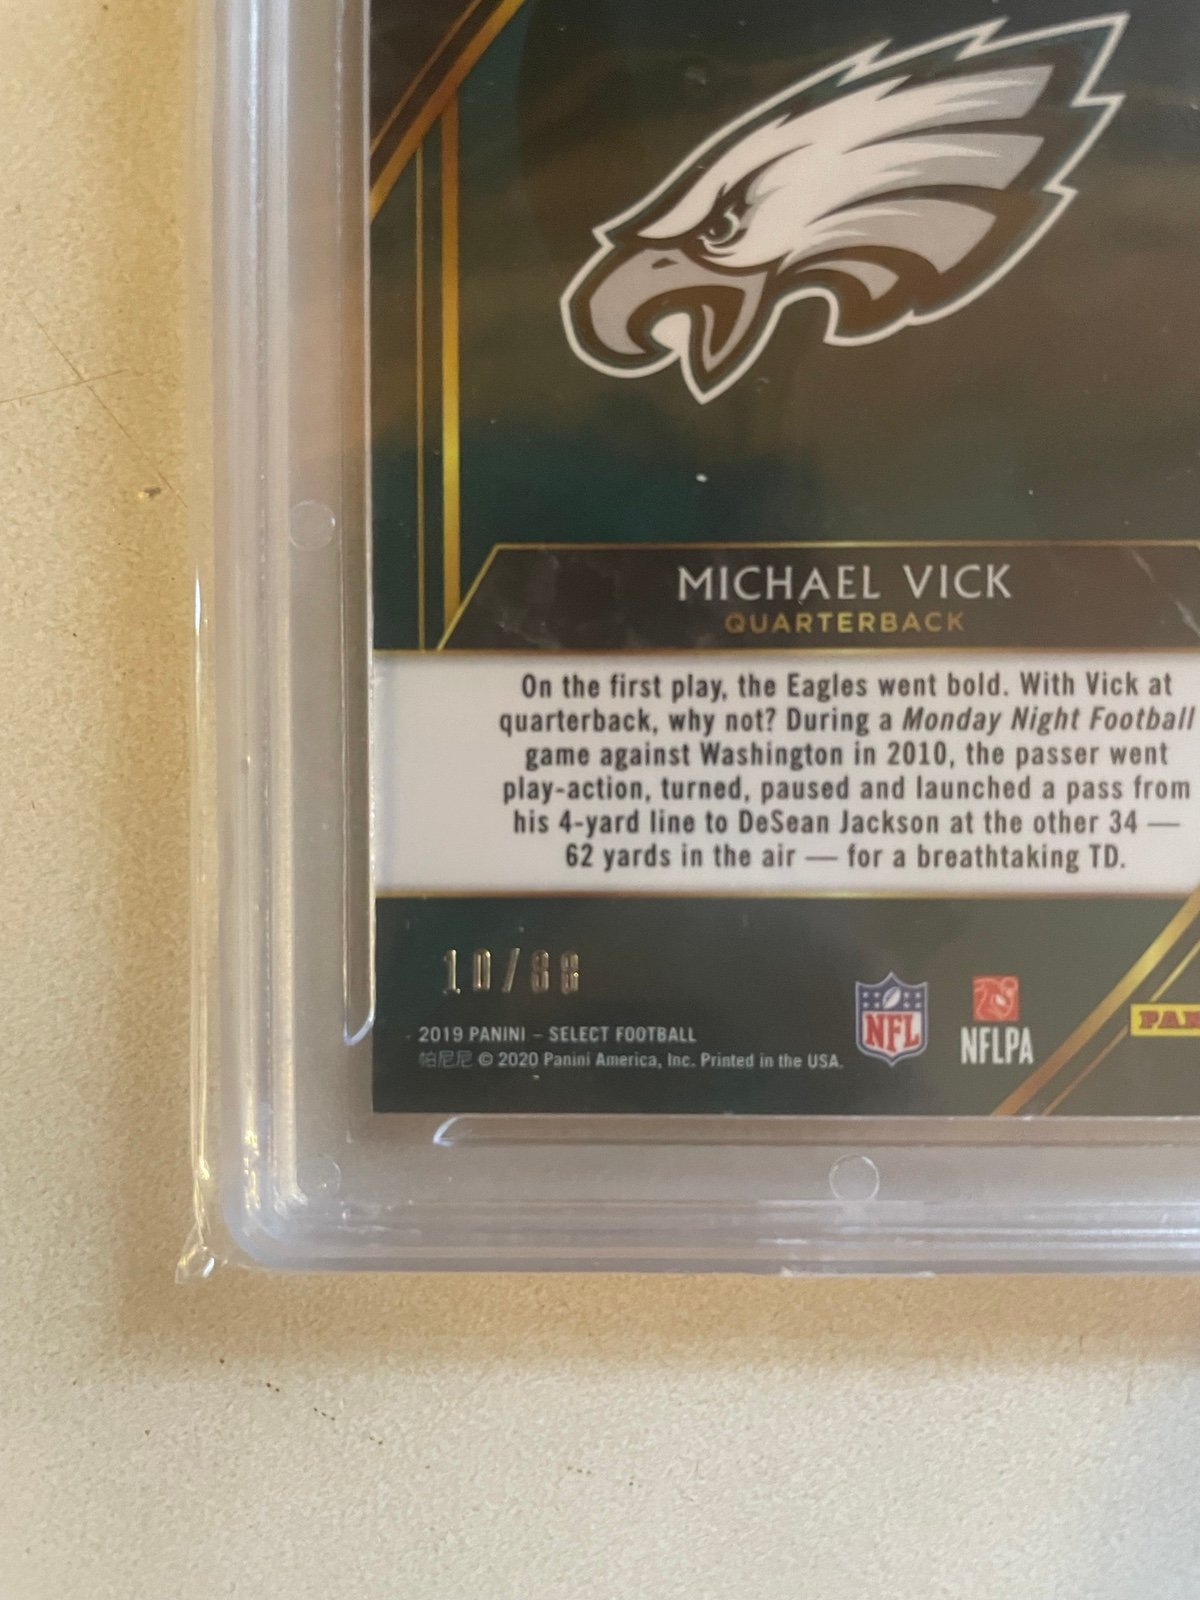 MICHAEL VICK
QUARTERBACK
On the first play, the Eagles went bold. With Vick at
quarterback, why not? During a Monday Night Football
game against Washington in 2010, the passer went
play-action, turned, paused and launched a pass from
his 4-yard line to DeSean Jackson at the other 34 —
62 yards in the air — for a breathtaking TD.
10/88
2019 PANINI – SELECT FOOTBALL
帕尼尼 © 2020 Panini America, Inc. Printed in the USA.
NFL
NFLPA
PAN